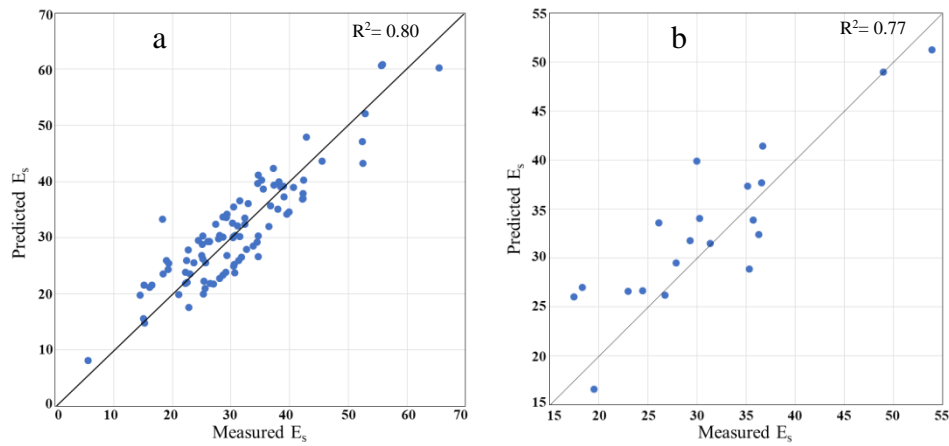 a
R²= 0.80
70
60
50
40
30
20
10
0
0 10 20 30 40 50 60 70
Predicted Eₛ
Measured Eₛ
b
R²= 0.77
55
50
45
40
35
30
25
20
15
15 20 25 30 35 40 45 50 55
Predicted Eₛ
Measured Eₛ